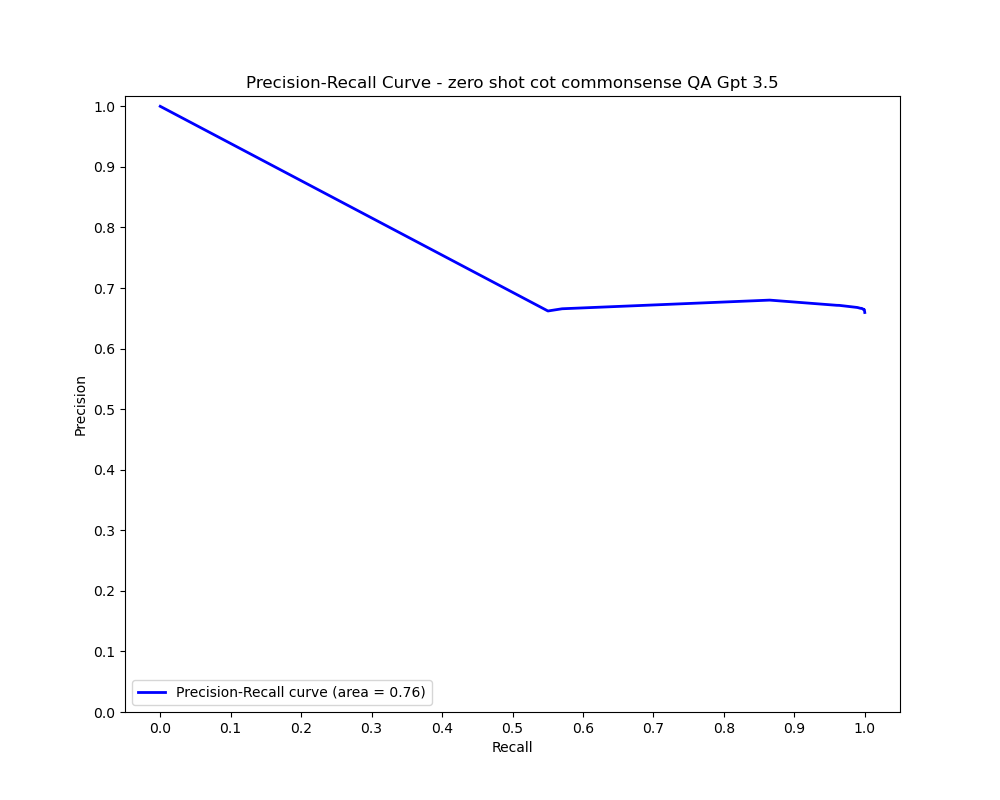 Precision-Recall Curve - zero shot cot commonsense QA Gpt 3.5
1.0
0.9
0.8
0.7
0.6
0.5
0.4
0.3
0.2
0.1
0.0
Precision
Precision-Recall curve (area = 0.76)
0.0 0.1 0.2 0.3 0.4 0.5 0.6 0.7 0.8 0.9 1.0
Recall